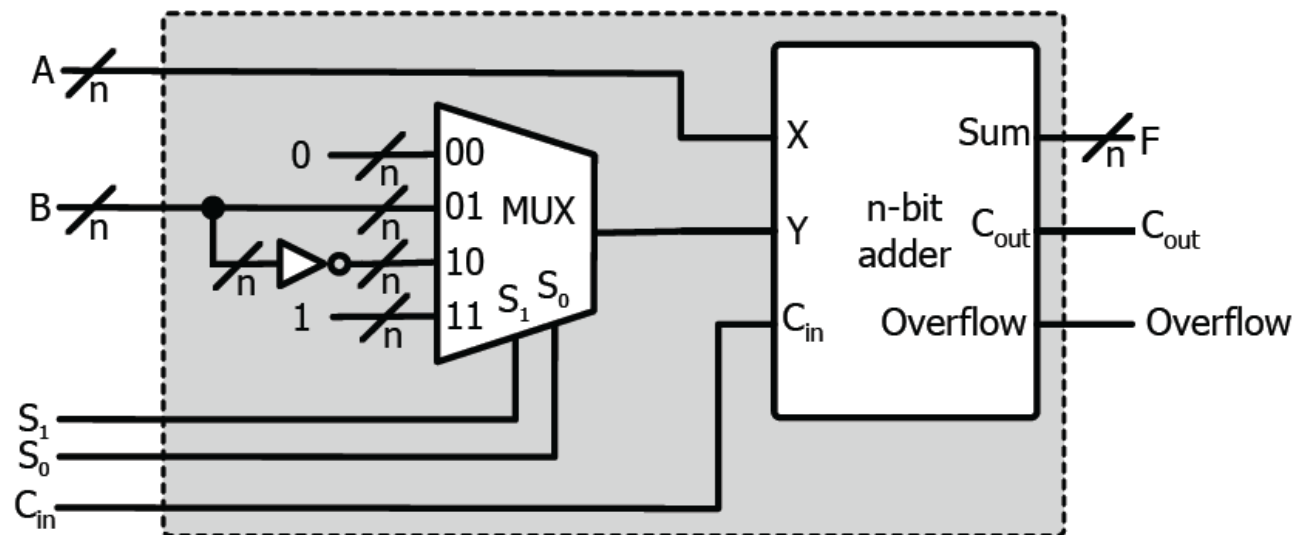 A
n
0
n
00
B
n
n
01
MUX
n
n
10
1
n
11
S₁ S₀
X
Sum
n
F
Y
n-bit
adder
Cout
Cout
Cin
Overflow
Overflow
S₁
S₀
Cin